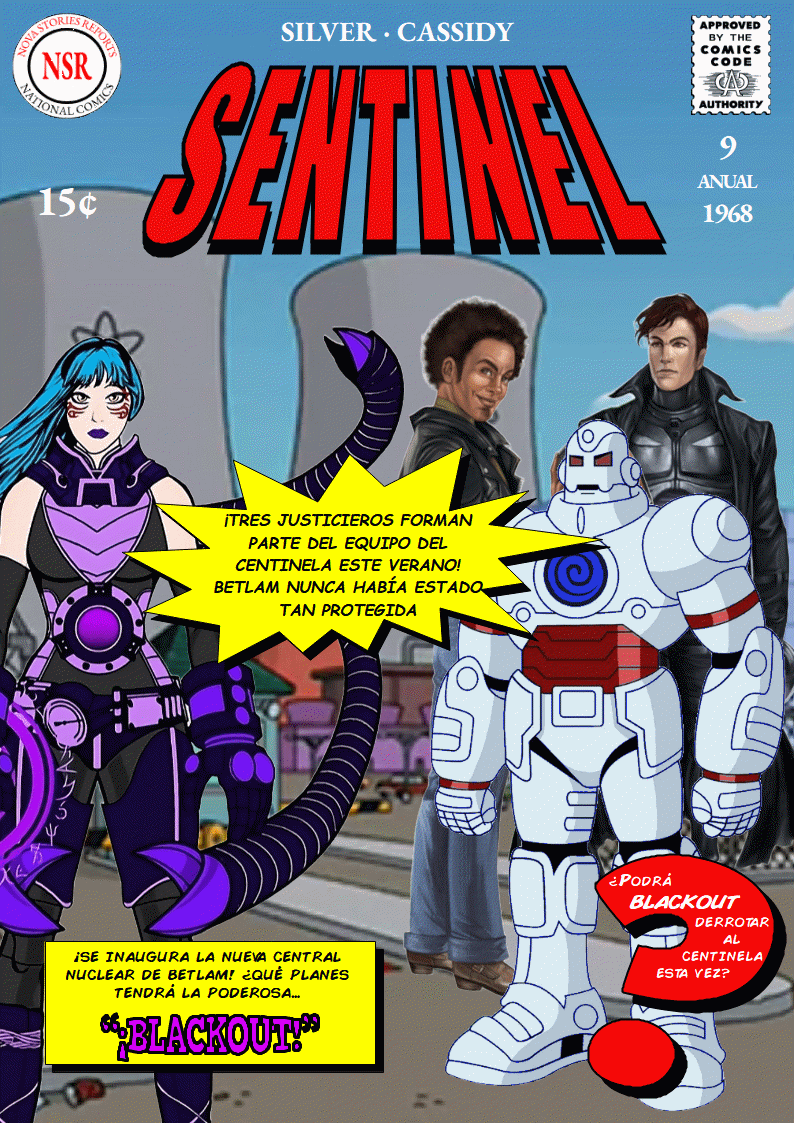 SILVER · CASSIDY
NOVA STORIES REPORTS
NSR
NATIONAL COMICS
APPROVED
BY THE
COMICS
CODE
CA
AUTHORITY
SENTINEL
15¢
9
ANUAL
1968
¡TRES JUSTICIEROS FORMAN
PARTE DEL EQUIPO DEL
CENTINELA ESTE VERANO!
BETLAM NUNCA HABÍA ESTADO
TAN PROTEGIDA
¿PODRÁ
BLACKOUT
DERROTAR
AL
CENTINELA
ESTA VEZ?
¡SE INAUGURA LA NUEVA CENTRAL
NUCLEAR DE BETLAM! ¿QUÉ PLANES
TENDRÁ LA PODEROSA...
“¡BLACKOUT!”